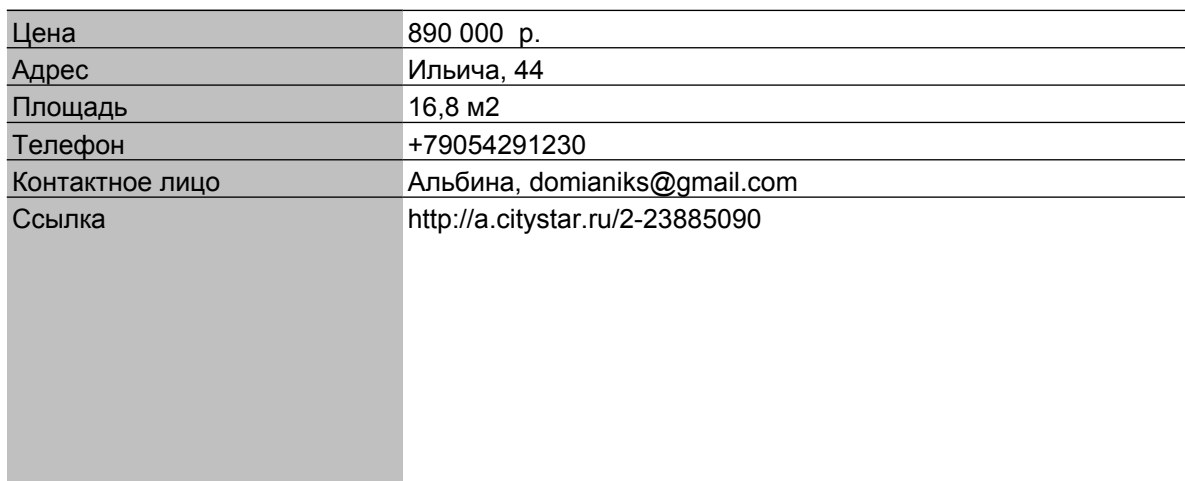 Цена 890 000 р.
Адрес Ильича, 44
Площадь 16,8 м2
Телефон +79054291230
Контактное лицо Альбина, domianiks@gmail.com
Ссылка http://a.citystar.ru/2-23885090